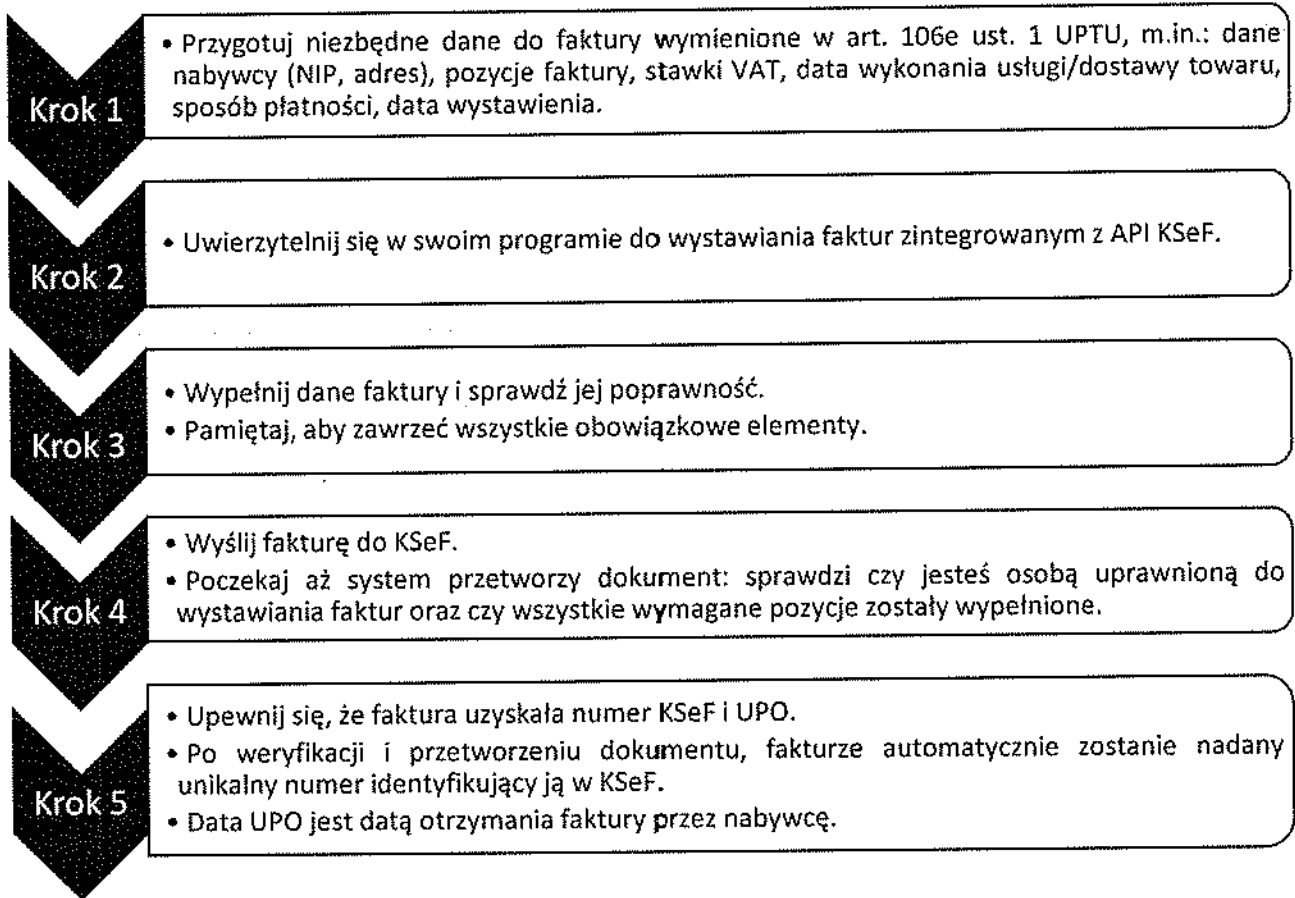 Krok 1
• Przygotuj niezbędne dane do faktury wymienione w art. 106e ust. 1 UPTU, m.in.: dane
nabywcy (NIP, adres), pozycje faktury, stawki VAT, data wykonania usługi/dostawy towaru,
sposób płatności, data wystawienia.
Krok 2
• Uwierzytelnij się w swoim programie do wystawiania faktur zintegrowanym z API KSeF.
Krok 3
• Wypełnij dane faktury i sprawdź jej poprawność.
• Pamiętaj, aby zawrzeć wszystkie obowiązkowe elementy.
Krok 4
• Wyślij fakturę do KSeF.
• Poczekaj aż system przetworzy dokument: sprawdzi czy jesteś osobą uprawnioną do
wystawiania faktur oraz czy wszystkie wymagane pozycje zostały wypełnione.
Krok 5
• Upewnij się, że faktura uzyskała numer KSeF i UPO.
• Po weryfikacji i przetworzeniu dokumentu, fakturze automatycznie zostanie nadany
unikalny numer identyfikujący ją w KSeF.
• Data UPO jest datą otrzymania faktury przez nabywcę.